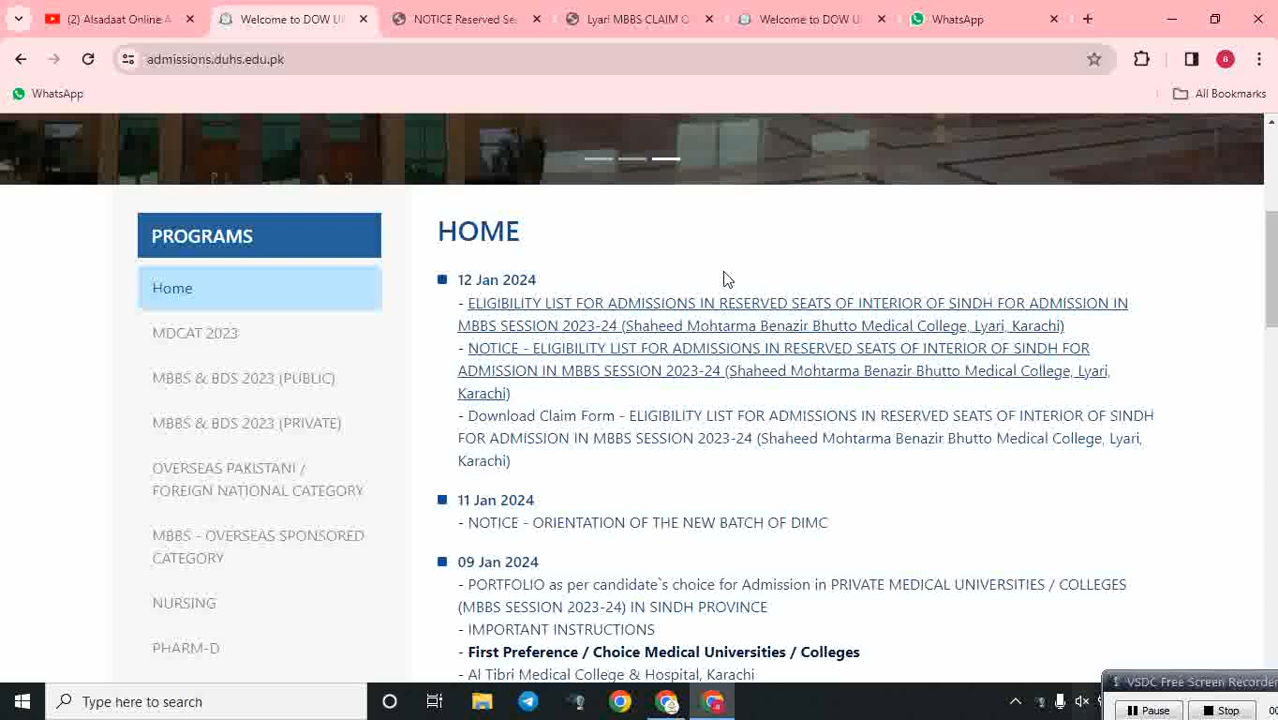 (2) Alsadaat Online A
Welcome to DOW U
NOTICE Reserved Se
Lyari MBBS CLAIM
Welcome to DOW U
WhatsApp
admissions.duhs.edu.pk
a
WhatsApp
All Bookmarks
PROGRAMS
Home
MDCAT 2023
MBBS & BDS 2023 (PUBLIC)
MBBS & BDS 2023 (PRIVATE)
OVERSEAS PAKISTANI /
FOREIGN NATIONAL CATEGORY
MBBS - OVERSEAS SPONSORED
CATEGORY
NURSING
PHARM-D
HOME
12 Jan 2024
- ELIGIBILITY LIST FOR ADMISSIONS IN RESERVED SEATS OF INTERIOR OF SINDH FOR ADMISSION IN
MBBS SESSION 2023-24 (Shaheed Mohtarma Benazir Bhutto Medical College, Lyari, Karachi)
- NOTICE - ELIGIBILITY LIST FOR ADMISSIONS IN RESERVED SEATS OF INTERIOR OF SINDH FOR
ADMISSION IN MBBS SESSION 2023-24 (Shaheed Mohtarma Benazir Bhutto Medical College, Lyari,
Karachi)
- Download Claim Form - ELIGIBILITY LIST FOR ADMISSIONS IN RESERVED SEATS OF INTERIOR OF SINDH
FOR ADMISSION IN MBBS SESSION 2023-24 (Shaheed Mohtarma Benazir Bhutto Medical College, Lyari,
Karachi)
11 Jan 2024
- NOTICE - ORIENTATION OF THE NEW BATCH OF DIMC
09 Jan 2024
- PORTFOLIO as per candidate`s choice for Admission in PRIVATE MEDICAL UNIVERSITIES / COLLEGES
(MBBS SESSION 2023-24) IN SINDH PROVINCE
- IMPORTANT INSTRUCTIONS
- First Preference / Choice Medical Universities / Colleges
- Al Tibri Medical College & Hospital, Karachi
VSDC Free Screen Recorder
Pause
Stop
Type here to search